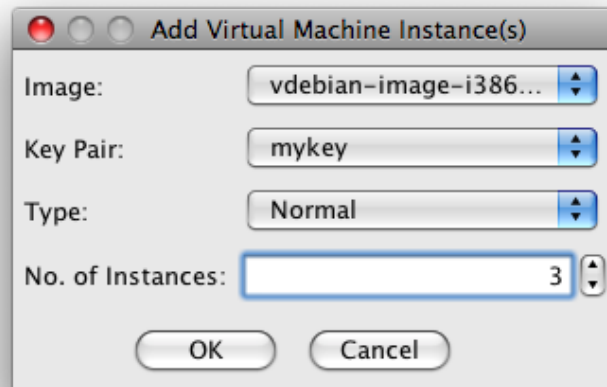 Add Virtual Machine Instance(s)
Image: vdebian-image-i386...
Key Pair: mykey
Type: Normal
No. of Instances: 3
OK Cancel